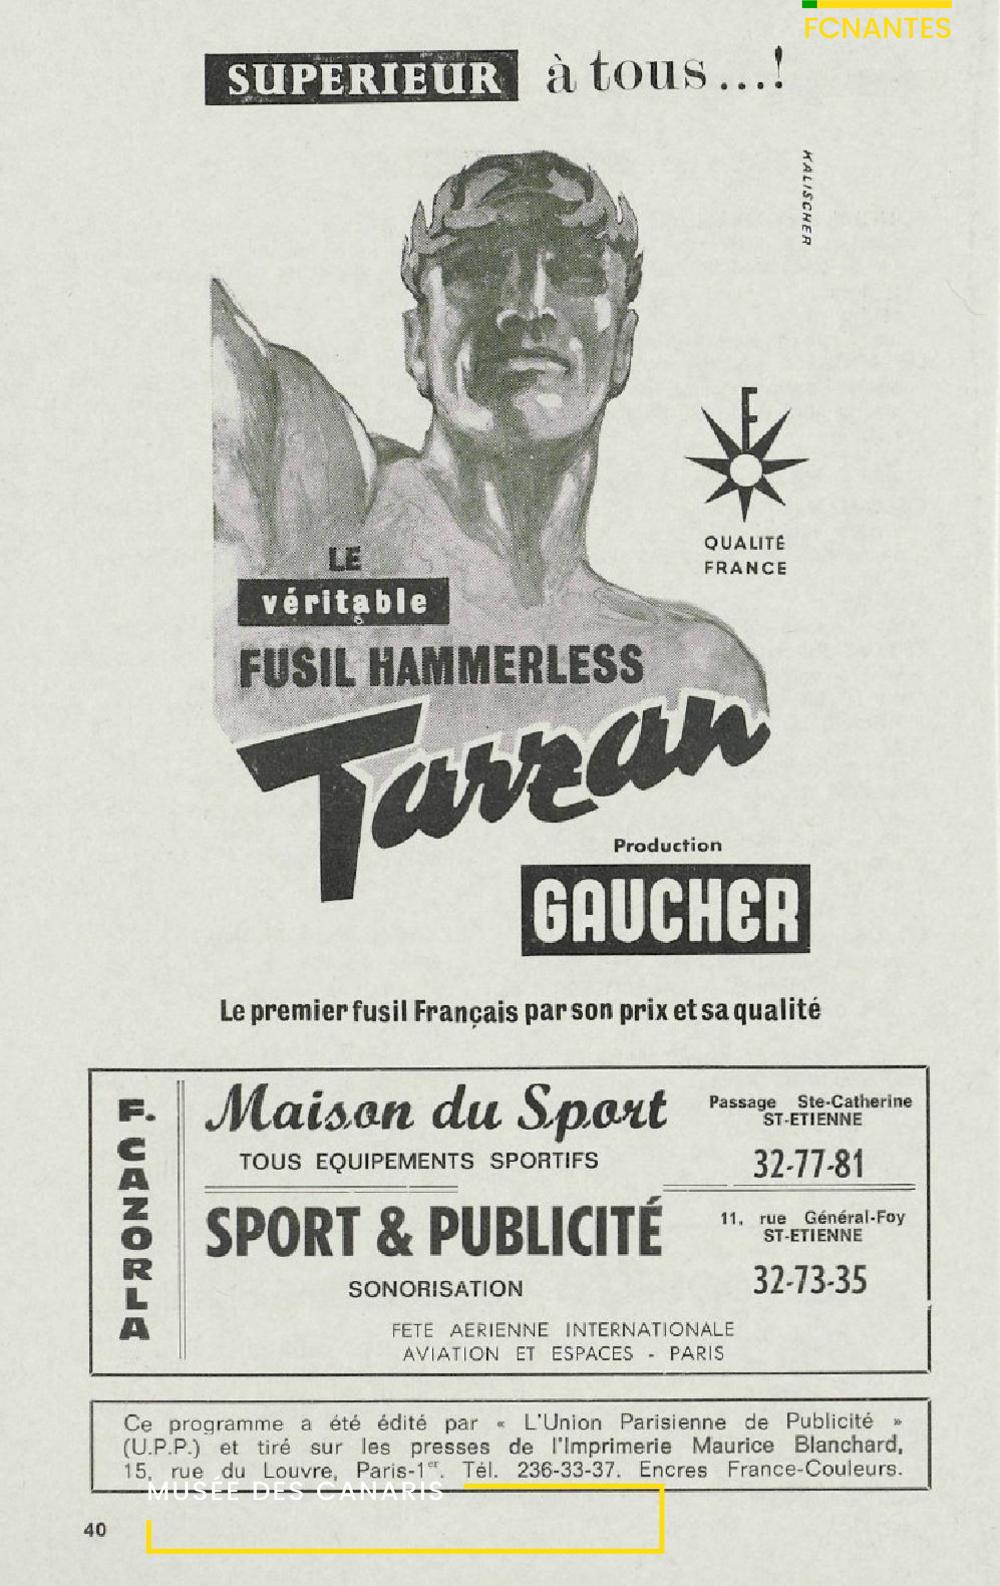 FCNANTES
SUPERIEUR à tous...!
KALISCHER
F
QUALITÉ
FRANCE
LE
véritable
FUSIL HAMMERLESS
Tarzan
Production
GAUCHER
Le premier fusil Français par son prix et sa qualité
F. CAZORLA
Maison du Sport
TOUS EQUIPEMENTS SPORTIFS
Passage Ste-Catherine
ST-ETIENNE
32-77-81
SPORT & PUBLICITÉ
SONORISATION
11, rue Général-Foy
ST-ETIENNE
32-73-35
FETE AERIENNE INTERNATIONALE
AVIATION ET ESPACES - PARIS
Ce programme a été édité par « L'Union Parisienne de Publicité »
(U.P.P.) et tiré sur les presses de l'Imprimerie Maurice Blanchard,
15, rue du Louvre, Paris-1er. Tél. 236-33-37. Encres France-Couleurs.
MUSÉE DES CANARIS
40